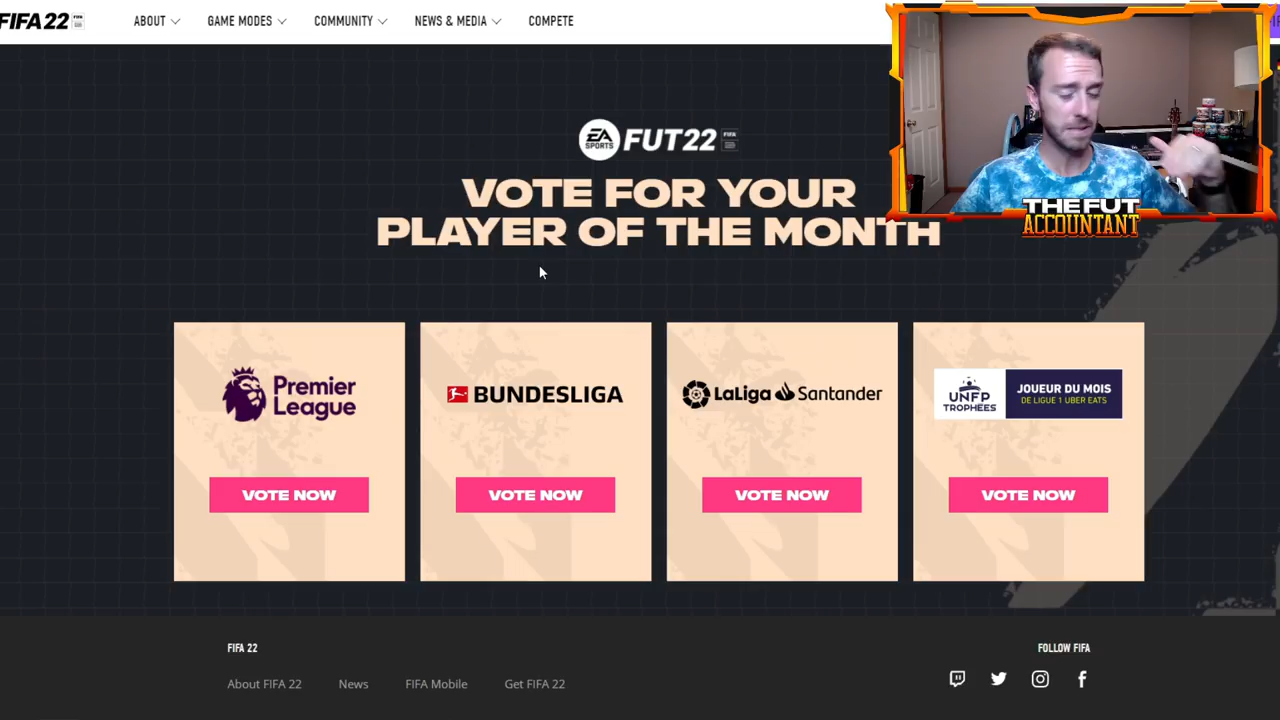 FIFA 22
ABOUT
GAME MODES
COMMUNITY
NEWS & MEDIA
COMPETE
THE FUT
ACCOUNTANT
EA
SPORTS
FUT22
VOTE FOR YOUR
PLAYER OF THE MONTH
Premier
League
BUNDESLIGA
LaLiga Santander
UNFP
TROPHÉES
JOUEUR DU MOIS
DE LIGUE 1 UBER EATS
VOTE NOW
VOTE NOW
VOTE NOW
VOTE NOW
FIFA 22
FOLLOW FIFA
About FIFA 22
News
FIFA Mobile
Get FIFA 22